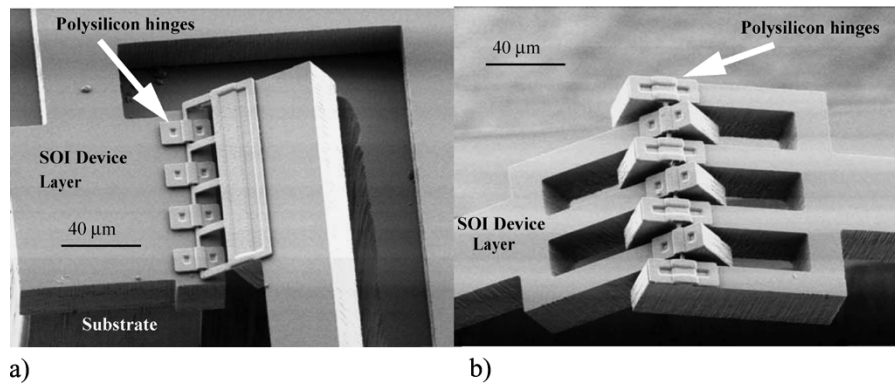 Polysilicon hinges
SOI Device
Layer
40 μm
Substrate
a)
40 μm
Polysilicon hinges
SOI Device
Layer
b)